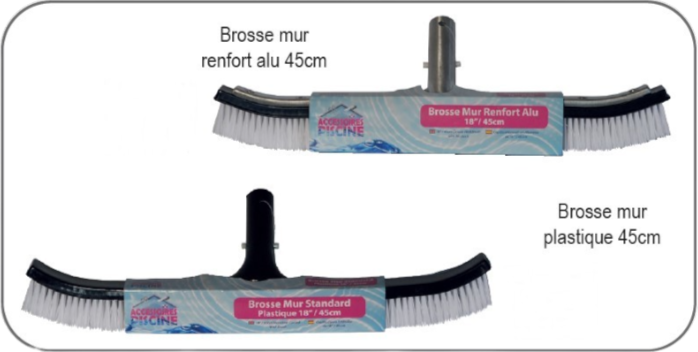 Brosse mur
renfort alu 45cm
ACCESSOIRES
PISCINE
Brosse Mur Renfort Alu
18"/ 45cm
Brosse mur
plastique 45cm
ACCESSOIRES
PISCINE
Brosse Mur Standard
Plastique 18"/ 45cm